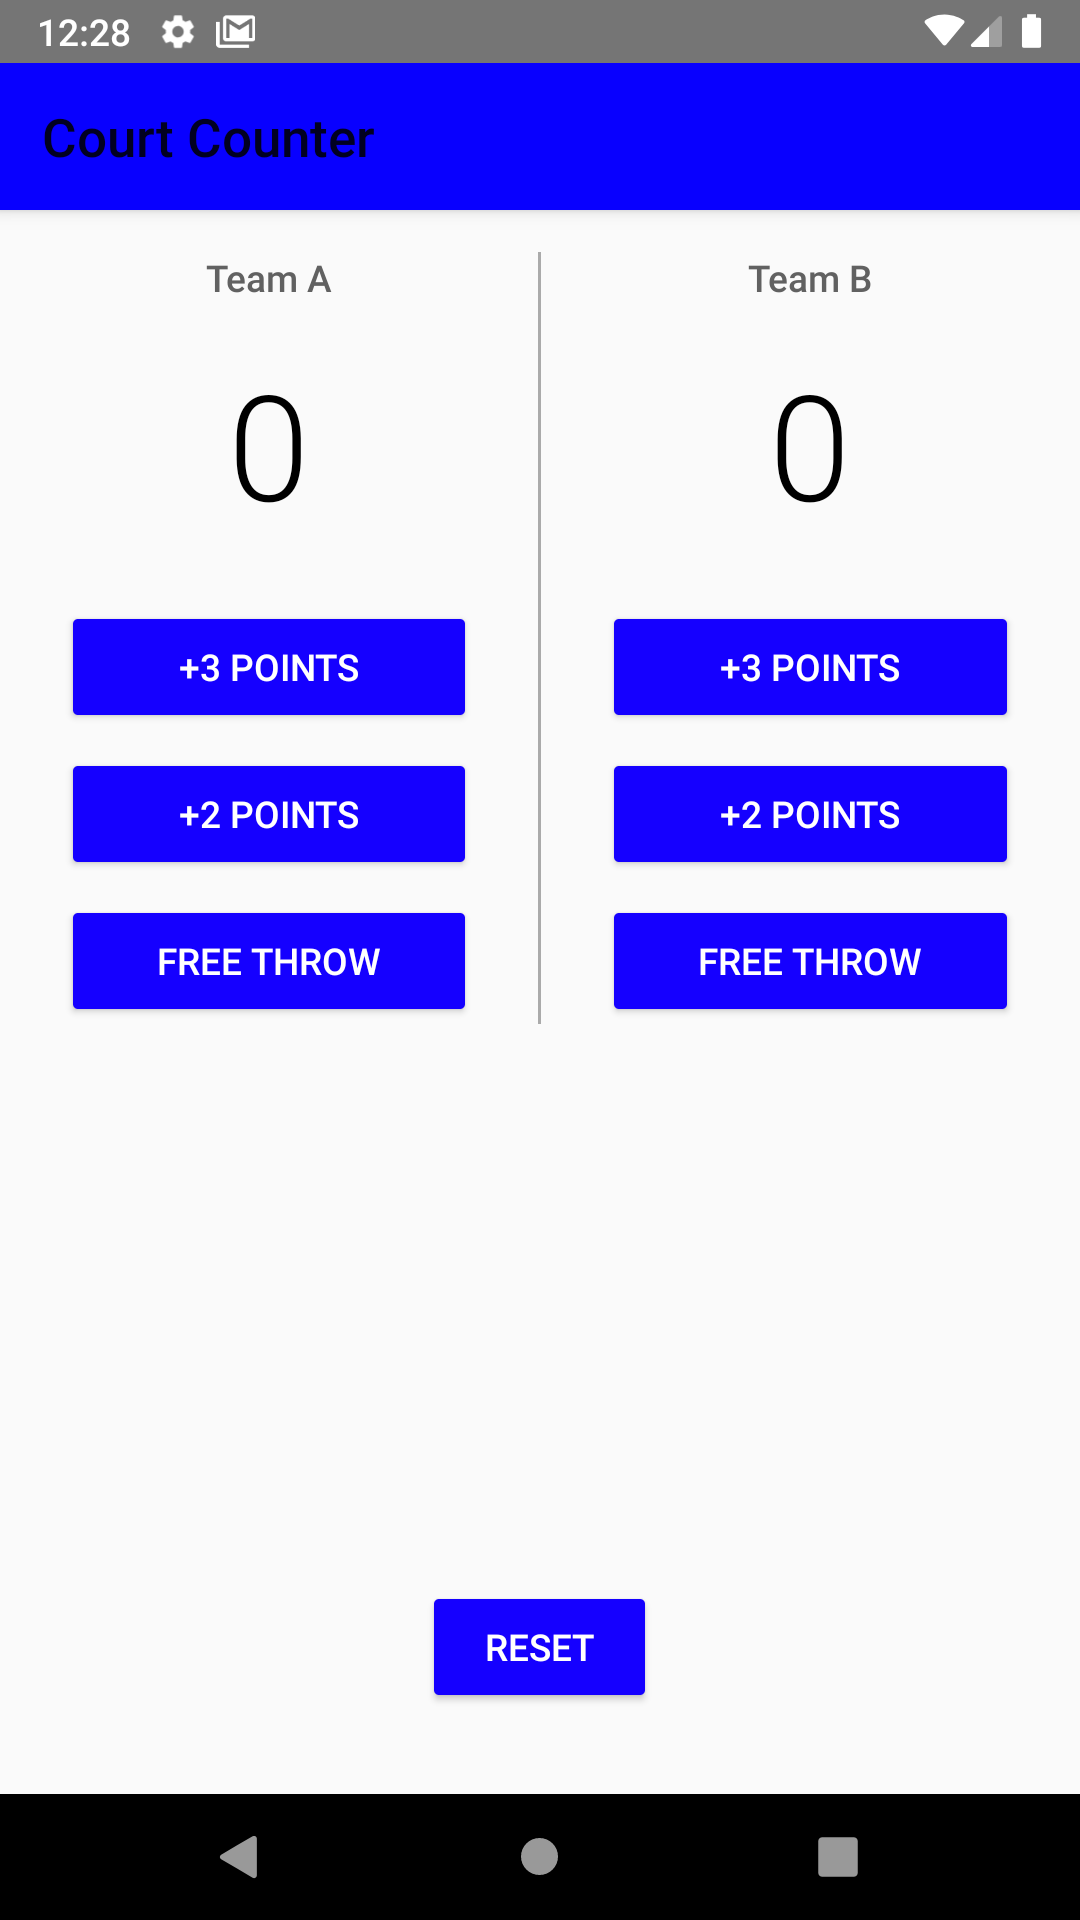 12:28
Court Counter
Team A
Team B
0
0
+3 POINTS
+3 POINTS
+2 POINTS
+2 POINTS
FREE THROW
FREE THROW
RESET